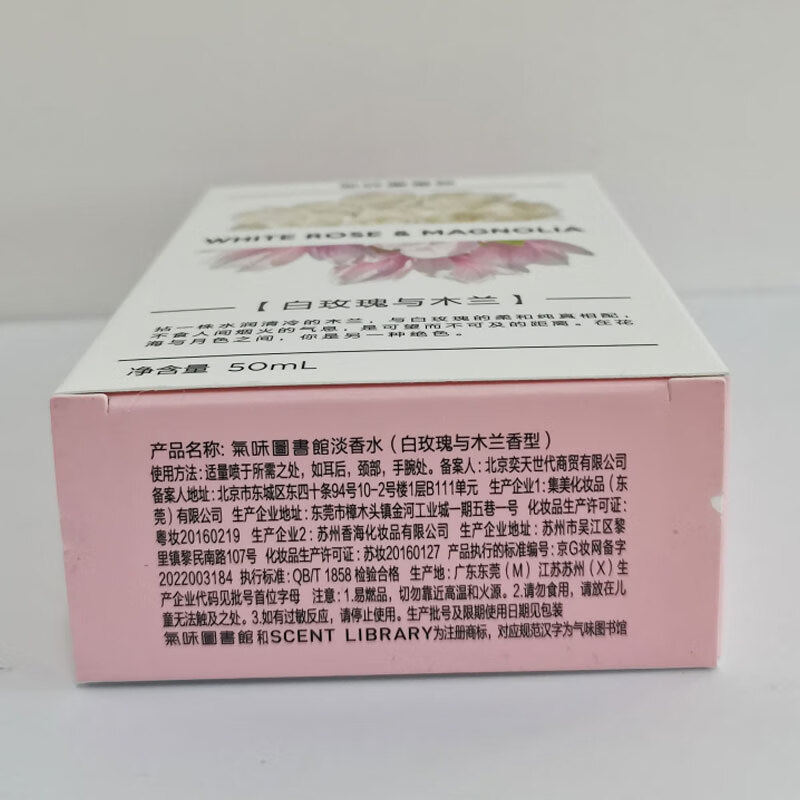 WHITE ROSE & MAGNOLIA
【白玫瑰与木兰】
拈一株水润清冷的木兰，与白玫瑰的柔和纯真相配，
不食人间烟火的气息，是可望而不可及的距离。在花
海与月色之间，你是另一种绝色。
净含量 50mL
产品名称：氣味圖書館淡香水（白玫瑰与木兰香型）
使用方法：适量喷于所需之处，如耳后，颈部，手腕处。备案人：北京奕天世代商贸有限公司
备案人地址：北京市东城区东四十条94号10-2号楼1层B111单元 生产企业1：集美化妆品（东
莞）有限公司 生产企业地址：东莞市樟木头镇金河工业城一期五巷一号 化妆品生产许可证：
粤妆20160219 生产企业2：苏州香海化妆品有限公司 生产企业地址：苏州市吴江区黎
里镇黎民南路107号 化妆品生产许可证：苏妆20160127 产品执行的标准编号：京G妆网备字
2022003184 执行标准：QB/T 1858 检验合格 生产地：广东东莞（M）江苏苏州（X）生
产企业代码见批号首位字母 注意：1.易燃品，切勿靠近高温和火源。2.请勿食用，请放在儿
童无法触及之处。3.如有过敏反应，请停止使用。生产批号及限期使用日期见包装
氣味圖書館和SCENT LIBRARY为注册商标，对应规范汉字为气味图书馆